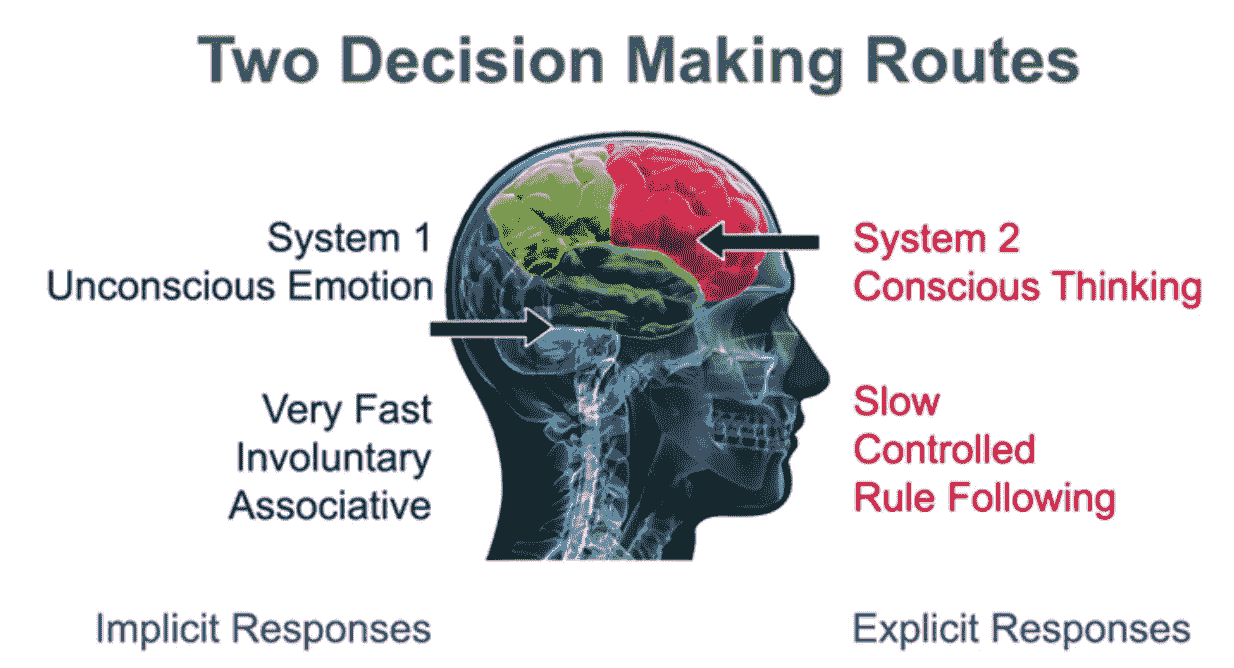 Two Decision Making Routes
System 1
Unconscious Emotion
Very Fast
Involuntary
Associative
Implicit Responses
System 2
Conscious Thinking
Slow
Controlled
Rule Following
Explicit Responses